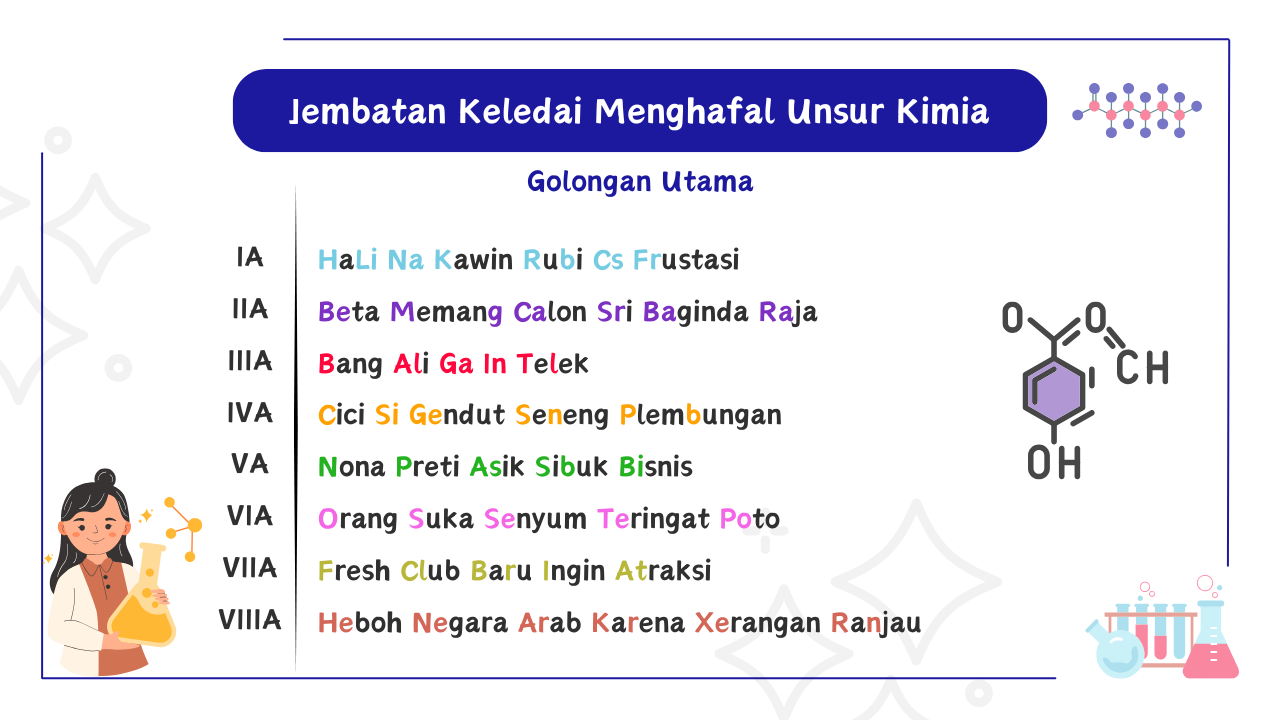 Jembatan Keledai Menghafal Unsur Kimia
Golongan Utama
IA HaLi Na Kawin Rubi Cs Frustasi
IIA Beta Memang Calon Sri Baginda Raja
IIIA Bang Ali Ga In Telek
IVA Cici Si Gendut Seneng Plembungan
VA Nona Preti Asik Sibuk Bisnis
VIA Orang Suka Senyum Teringat Poto
VIIA Fresh Club Baru Ingin Atraksi
VIIIA Heboh Negara Arab Karena Xerangan Ranjau
O O
CH
OH